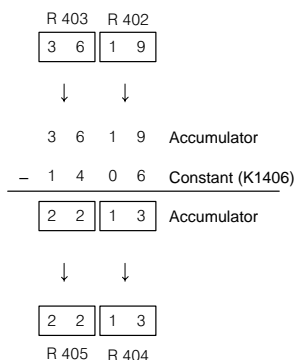 R 403 R 402
3 6 1 9
3 6 1 9 Accumulator
– 1 4 0 6 Constant (K1406)
2 2 1 3 Accumulator
2 2 1 3
R 405 R 404